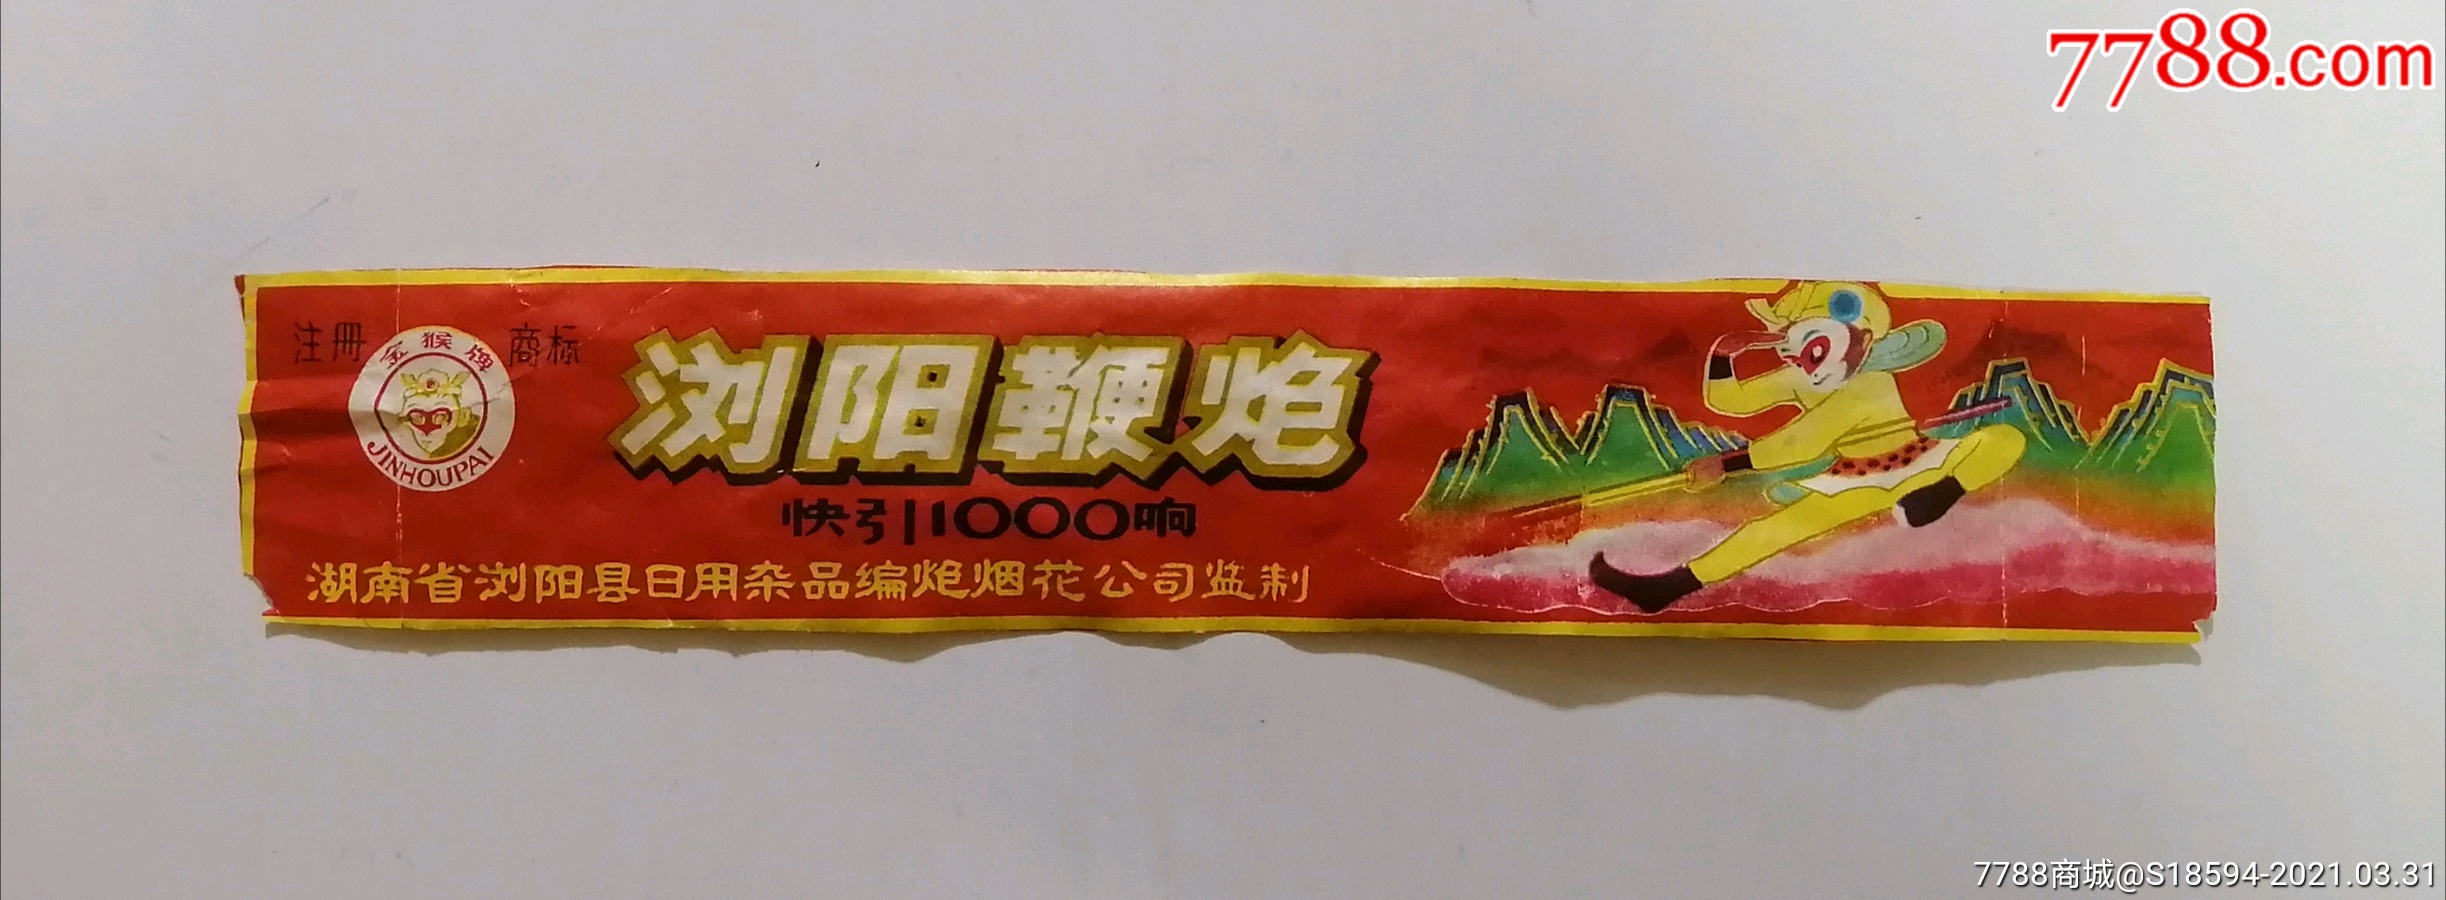 7788.com
注册 商标
金猴牌
JINHOUPAI
浏阳鞭炮
快引1000响
湖南省浏阳县日用杂品编炮烟花公司监制
7788商城@S18594-2021.03.31